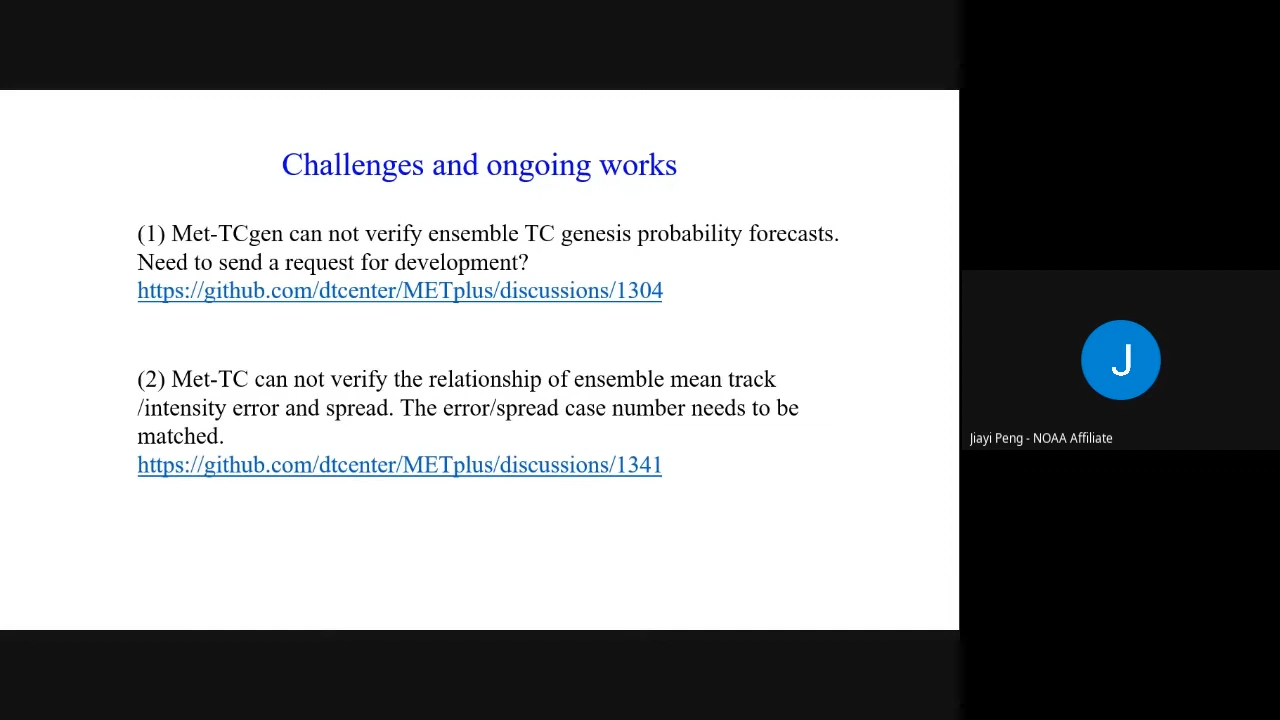 Challenges and ongoing works
(1) Met-TCgen can not verify ensemble TC genesis probability forecasts.
Need to send a request for development?
https://github.com/dtcenter/METplus/discussions/1304
(2) Met-TC can not verify the relationship of ensemble mean track
/intensity error and spread. The error/spread case number needs to be
matched.
https://github.com/dtcenter/METplus/discussions/1341
J
Jiayi Peng - NOAA Affiliate